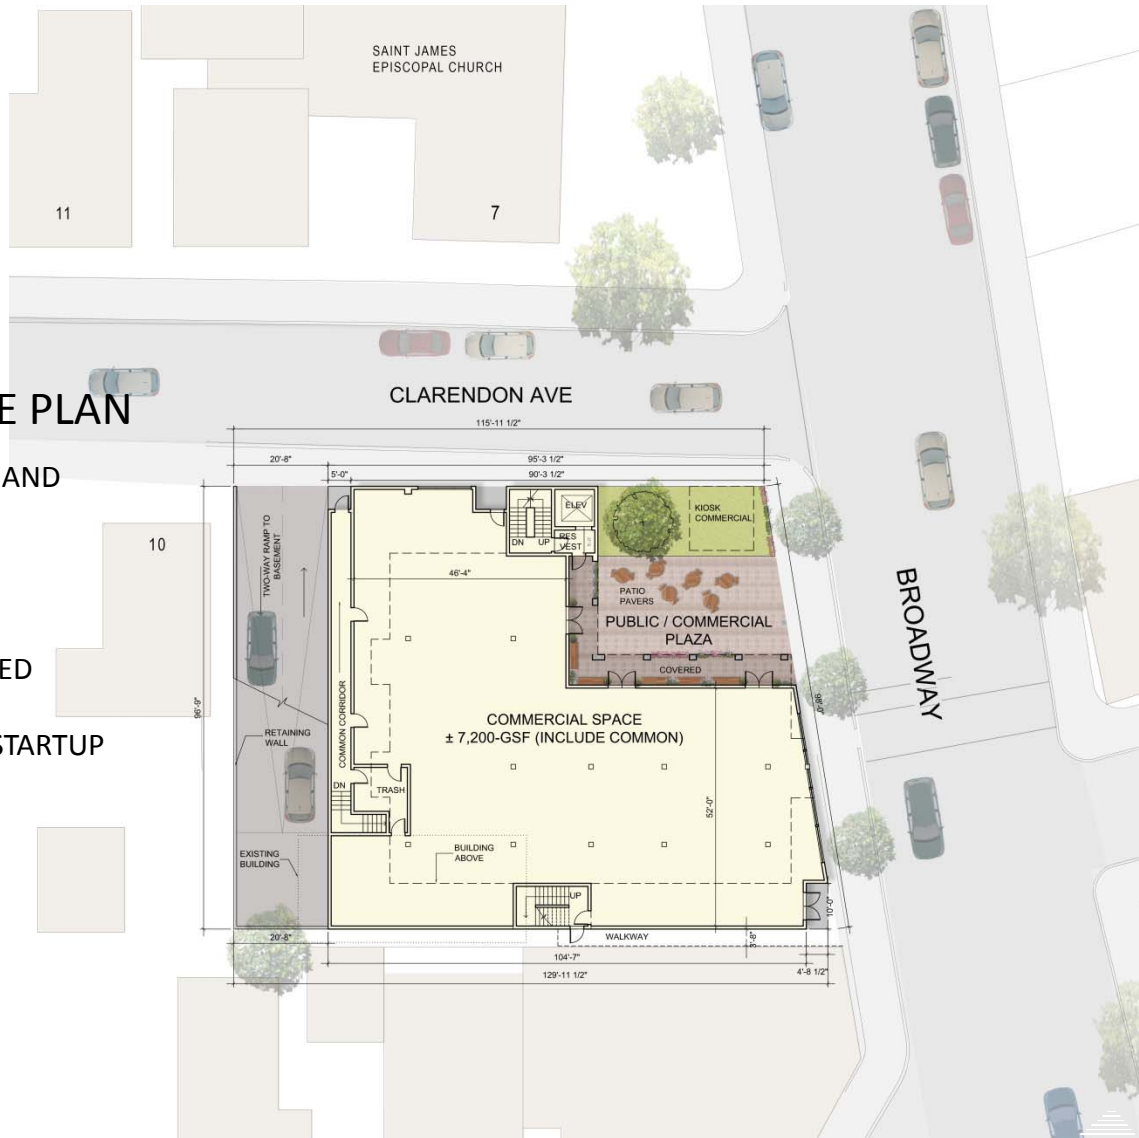 SAINT JAMES
EPISCOPAL CHURCH
11
7
CLARENDON AVE
E PLAN
115'-11 1/2"
20'-8"
95'-3 1/2"
AND
5'-0"
90'-3 1/2"
ELEV
KIOSK
COMMERCIAL
DN
UP
RES
VEST
10
TWO-WAY RAMP TO
BASEMENT
46'-4"
PATIO
PAVERS
PUBLIC / COMMERCIAL
PLAZA
BROADWAY
COVERED
ED
96'-9"
98'-0"
COMMON CORRIDOR
COMMERCIAL SPACE
± 7,200-GSF (INCLUDE COMMON)
STARTUP
RETAINING
WALL
DN
TRASH
52'-0"
EXISTING
BUILDING
BUILDING
ABOVE
UP
10'-0"
20'-8"
WALKWAY
3'-8"
104'-7"
4'-8 1/2"
129'-11 1/2"